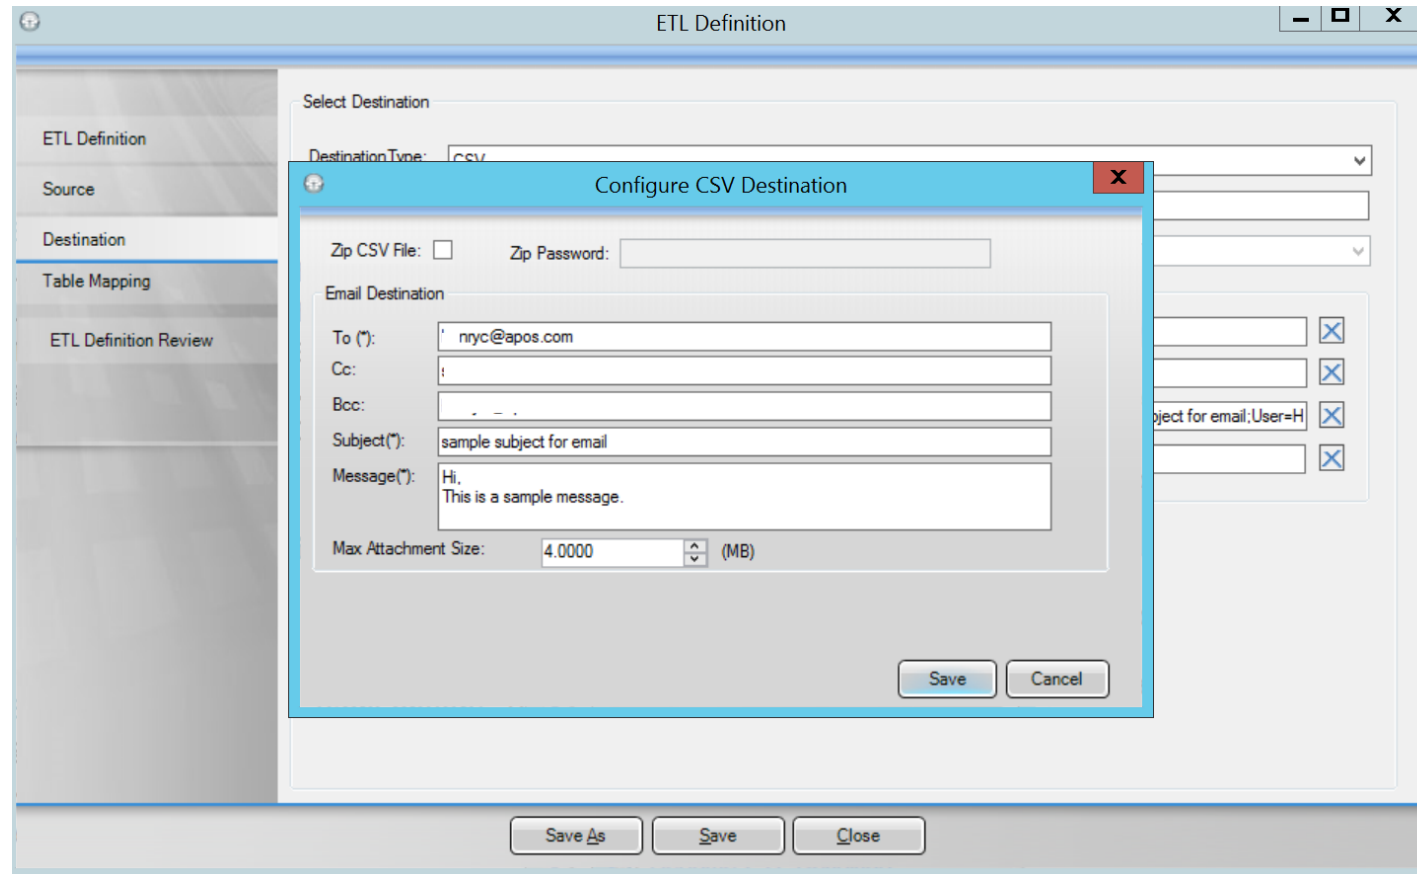 ETL Definition
ETL Definition
Source
Destination
Table Mapping
ETL Definition Review
Select Destination
Destination Type: CSV
Configure CSV Destination
Zip CSV File:
Zip Password:
Email Destination
To (*): nryc@apos.com
Cc:
Bcc:
Subject(*): sample subject for email
Message(*): Hi,
This is a sample message.
Max Attachment Size: 4.0000 (MB)
Save Cancel
for email;User=H
Save As Save Close